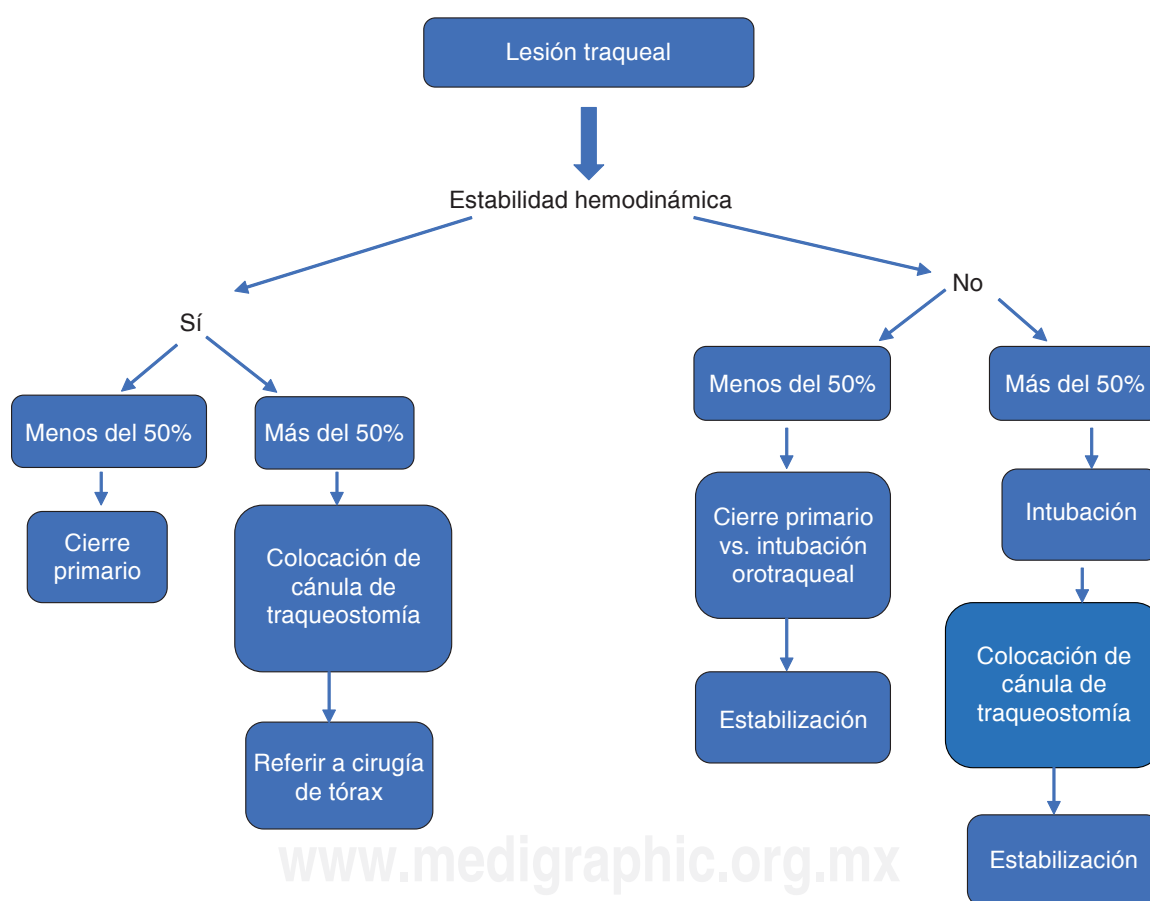 Lesión traqueal
Estabilidad hemodinámica
Sí
No
Menos del 50%
Más del 50%
Cierre
primario
Colocación de
cánula de
traqueostomía
Referir a cirugía
de tórax
Menos del 50%
Más del 50%
Cierre primario
vs. intubación
orotraqueal
Estabilización
Intubación
Colocación de
cánula de
traqueostomía
Estabilización
www.medigraphic.org.mx